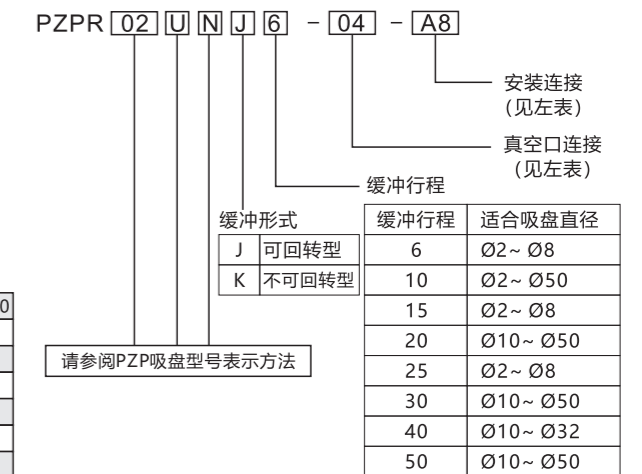 PZPR 02 U N J 6 - 04 - A8
安装连接
(见左表)
真空口连接
(见左表)
缓冲行程
缓冲形式
J 可回转型
K 不可回转型
请参阅PZP吸盘型号表示方法
缓冲行程 适合吸盘直径
6 Ø2~ Ø8
10 Ø2~ Ø50
15 Ø2~ Ø8
20 Ø10~ Ø50
25 Ø2~ Ø8
30 Ø10~ Ø50
40 Ø10~ Ø32
50 Ø10~ Ø50
0